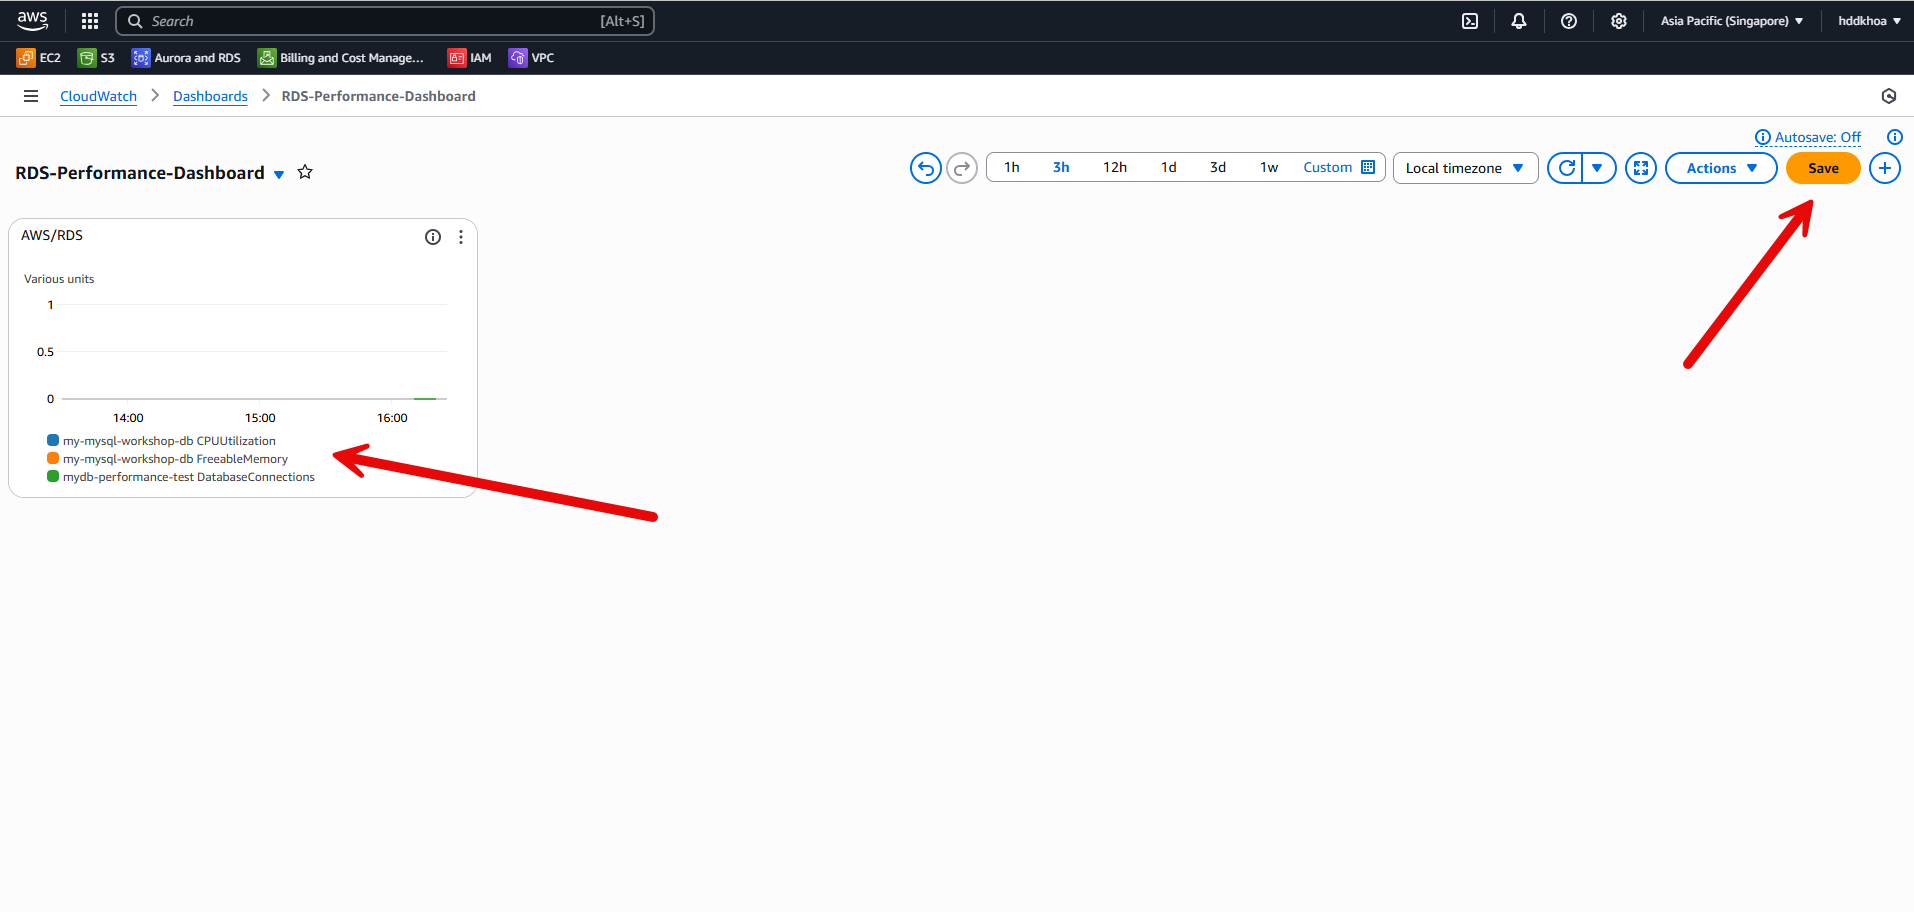 aws Search [Alt+S] Asia Pacific (Singapore) hddkhoa
EC2 S3 Aurora and RDS Billing and Cost Manage... IAM VPC
CloudWatch Dashboards RDS-Performance-Dashboard
Autosave: Off
RDS-Performance-Dashboard 1h 3h 12h 1d 3d 1w Custom Local timezone Actions Save
AWS/RDS
Various units
1
0.5
0
14:00 15:00 16:00
my-mysql-workshop-db CPUUtilization
my-mysql-workshop-db FreeableMemory
mydb-performance-test DatabaseConnections